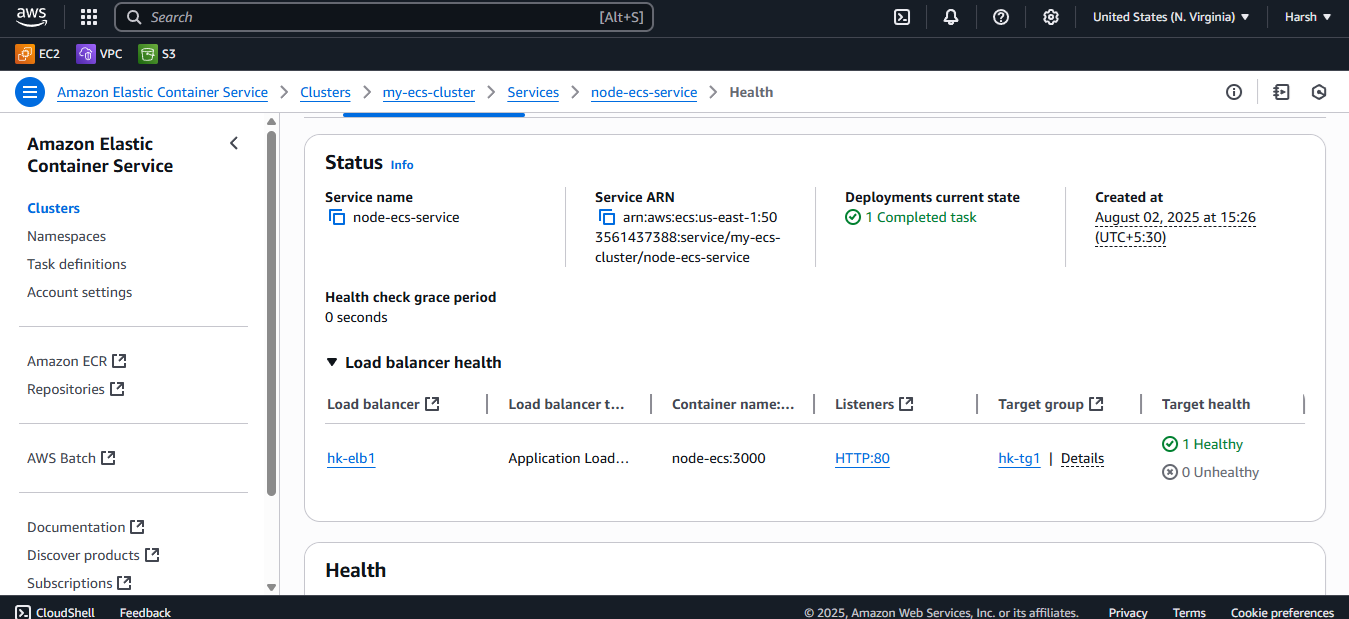 aws
Search [Alt+S]
United States (N. Virginia) Harsh
EC2 VPC S3
Amazon Elastic Container Service Clusters my-ecs-cluster Services node-ecs-service Health
Amazon Elastic
Container Service
Clusters
Namespaces
Task definitions
Account settings
Amazon ECR
Repositories
AWS Batch
Documentation
Discover products
Subscriptions
Status Info
Service name
node-ecs-service
Service ARN
arn:aws:ecs:us-east-1:50
3561437388:service/my-ecs-
cluster/node-ecs-service
Deployments current state
1 Completed task
Created at
August 02, 2025 at 15:26
(UTC+5:30)
Health check grace period
0 seconds
Load balancer health
Load balancer Load balancer t... Container name:... Listeners Target group Target health
hk-elb1 Application Load... node-ecs:3000 HTTP:80 hk-tg1 | Details
1 Healthy
0 Unhealthy
Health
CloudShell Feedback © 2025, Amazon Web Services, Inc. or its affiliates. Privacy Terms Cookie preferences